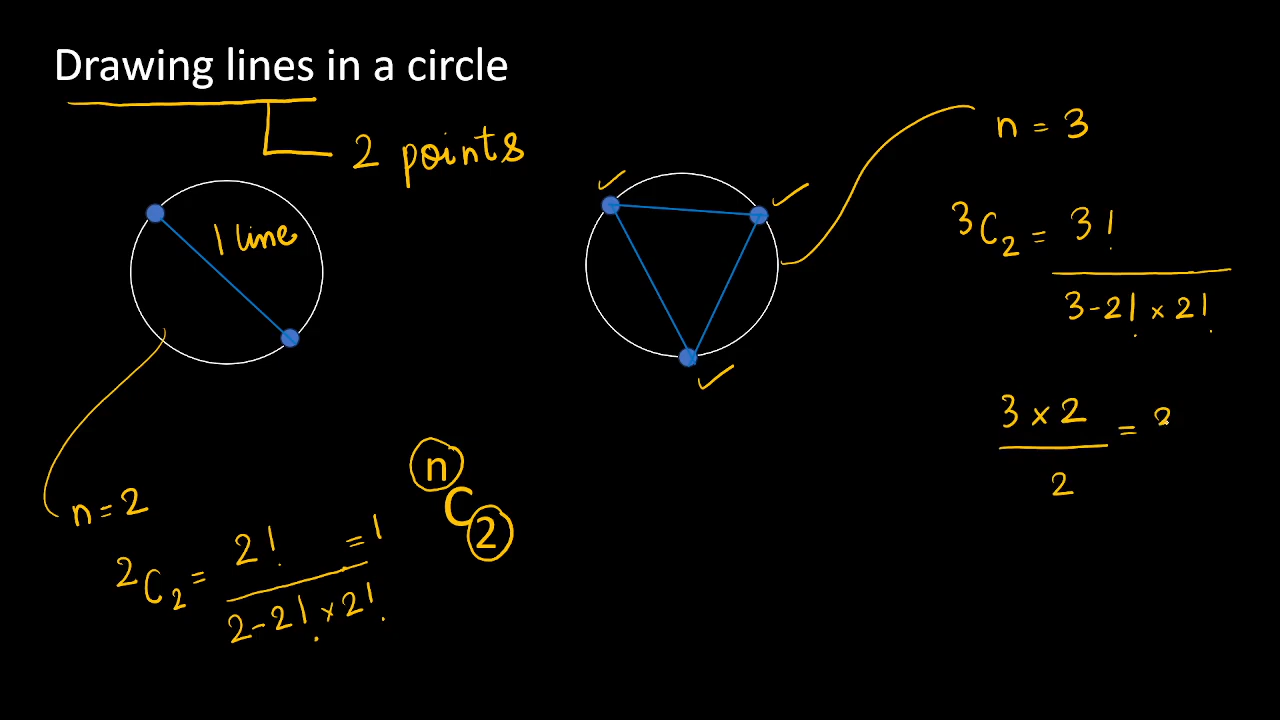 Drawing lines in a circle
2 points
1 line
n = 2
²C₂ = 2! / 2-2! × 2! = 1
ⁿC₂
n = 3
³C₂ = 3! / 3-2! × 2!
3 × 2 / 2 =